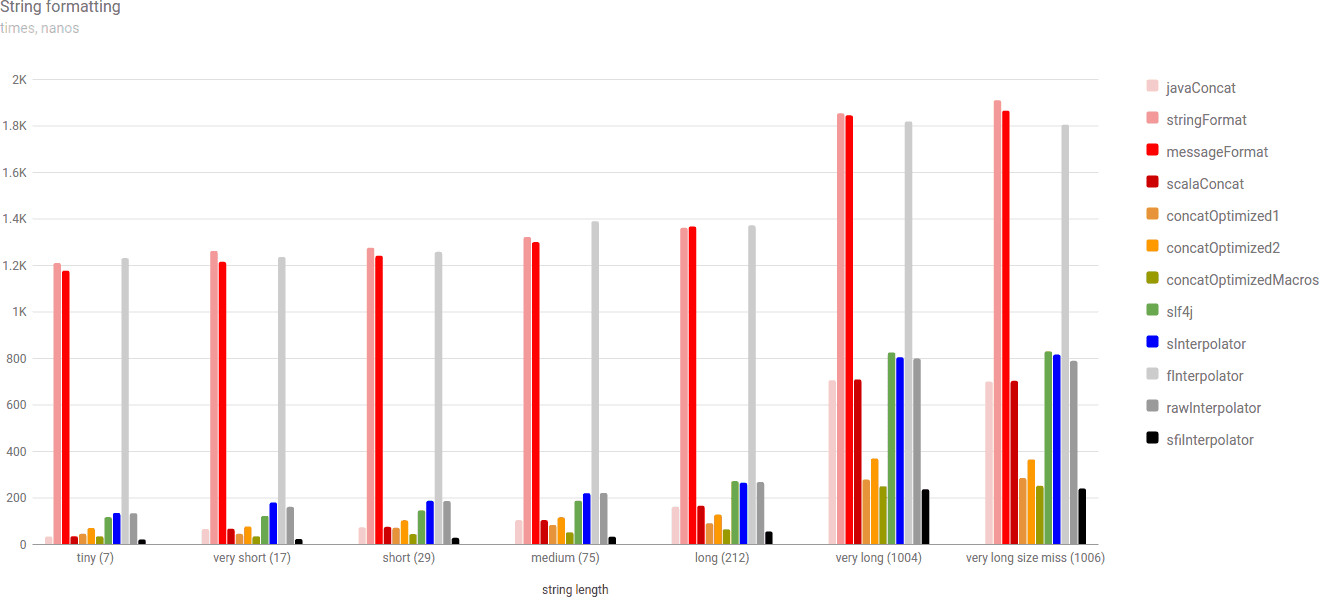 String formatting
times, nanos
2K
1.8K
1.6K
1.4K
1.2K
1K
800
600
400
200
0
tiny (7) very short (17) short (29) medium (75) long (212) very long (1004) very long size miss (1006)
string length
javaConcat
stringFormat
messageFormat
scalaConcat
concatOptimized1
concatOptimized2
concatOptimizedMacros
slf4j
sInterpolator
fInterpolator
rawInterpolator
sfiInterpolator